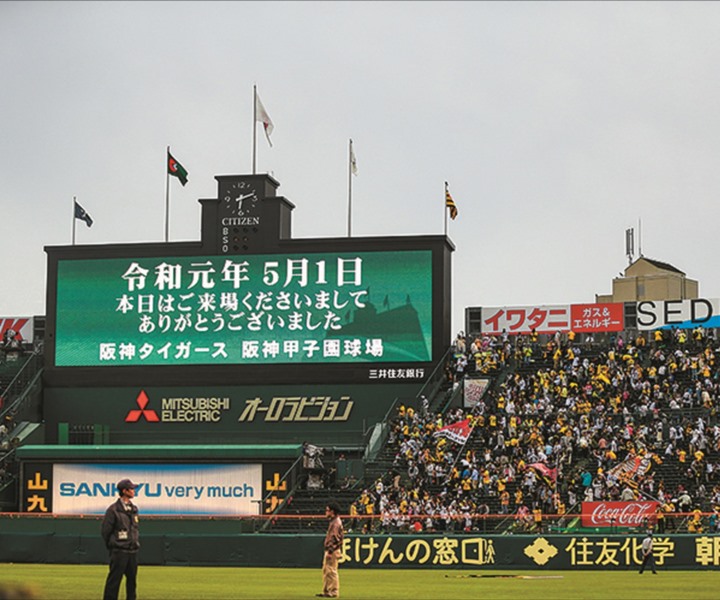 CITIZEN
B
S
O
令和元年 5月1日
本日はご来場くださいまして
ありがとうございました
阪神タイガース 阪神甲子園球場
三井住友銀行
MITSUBISHI
ELECTRIC
オーロラビジョン
山九
SANKYU very much
イワタニ
ガス&
エネルギー
SED
Coca-Cola
ほけんの窓口
住友化学
朝